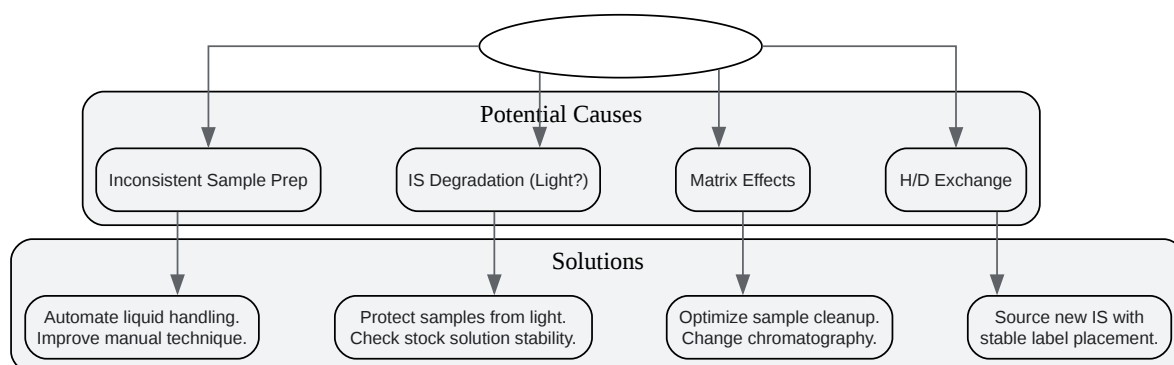 Potential Causes
Inconsistent Sample Prep
IS Degradation (Light?)
Matrix Effects
H/D Exchange
Solutions
Automate liquid handling.
Improve manual technique.
Protect samples from light.
Check stock solution stability.
Optimize sample cleanup.
Change chromatography.
Source new IS with
stable label placement.